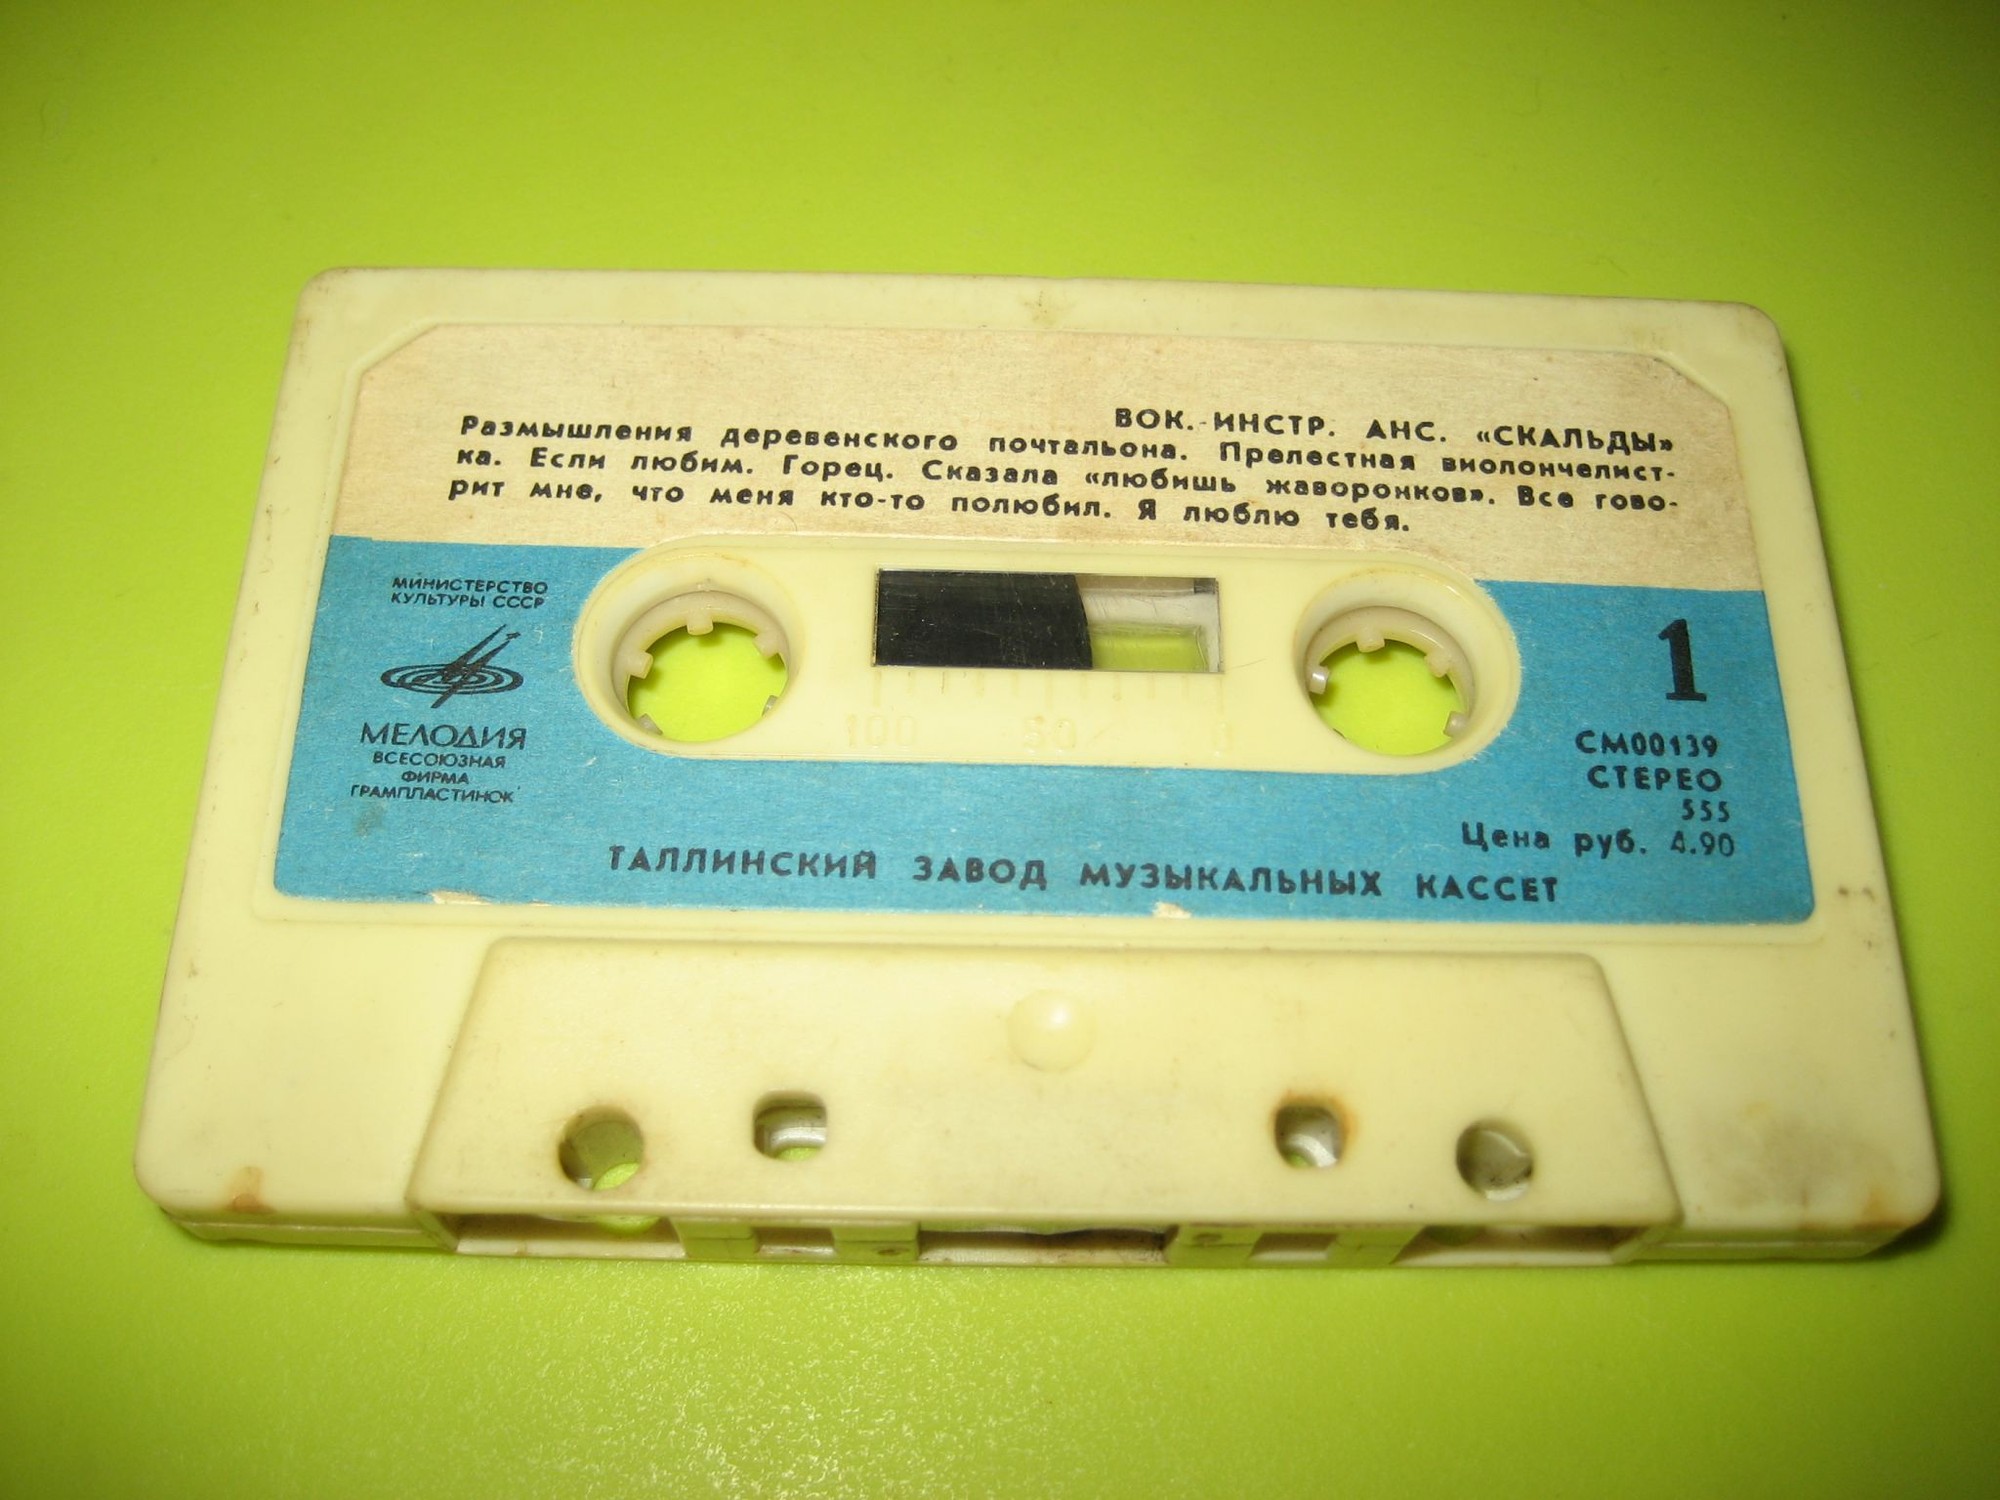 ВОК.-ИНСТР. АНС. «СКАЛЬДЫ»
Размышления деревенского почтальона. Прелестная виолончелист-
ка. Если любим. Горец. Сказала «любишь жаворонков». Все гово-
рит мне, что меня кто-то полюбил. Я люблю тебя.
МИНИСТЕРСТВО
КУЛЬТУРЫ СССР
МЕЛОДИЯ
ВСЕСОЮЗНАЯ
ФИРМА
ГРАМПЛАСТИНОК
100 50 0
1
СМ00139
СТЕРЕО
555
Цена руб. 4.90
ТАЛЛИНСКИЙ ЗАВОД МУЗЫКАЛЬНЫХ КАССЕТ